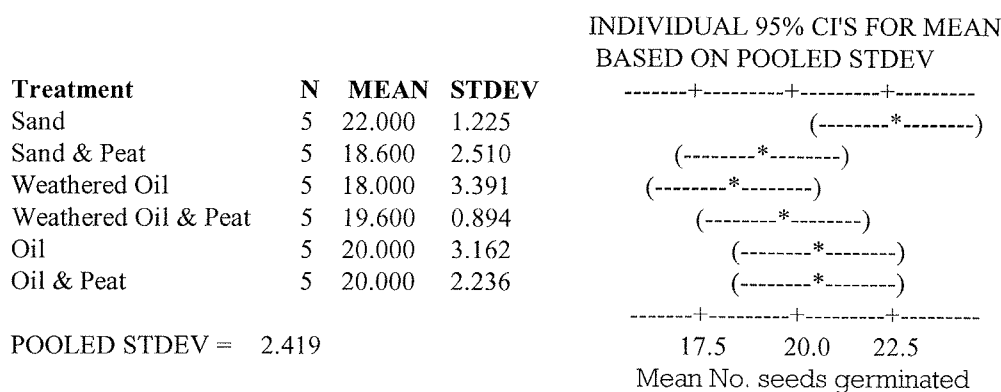 INDIVIDUAL 95% CI'S FOR MEAN
BASED ON POOLED STDEV
Treatment N MEAN STDEV -------+---------+---------+---------
Sand 5 22.000 1.225 (--------*--------)
Sand & Peat 5 18.600 2.510 (--------*--------)
Weathered Oil 5 18.000 3.391 (--------*--------)
Weathered Oil & Peat 5 19.600 0.894 (--------*--------)
Oil 5 20.000 3.162 (--------*--------)
Oil & Peat 5 20.000 2.236 (--------*--------)
-------+---------+---------+---------
POOLED STDEV = 2.419 17.5 20.0 22.5
Mean No. seeds germinated